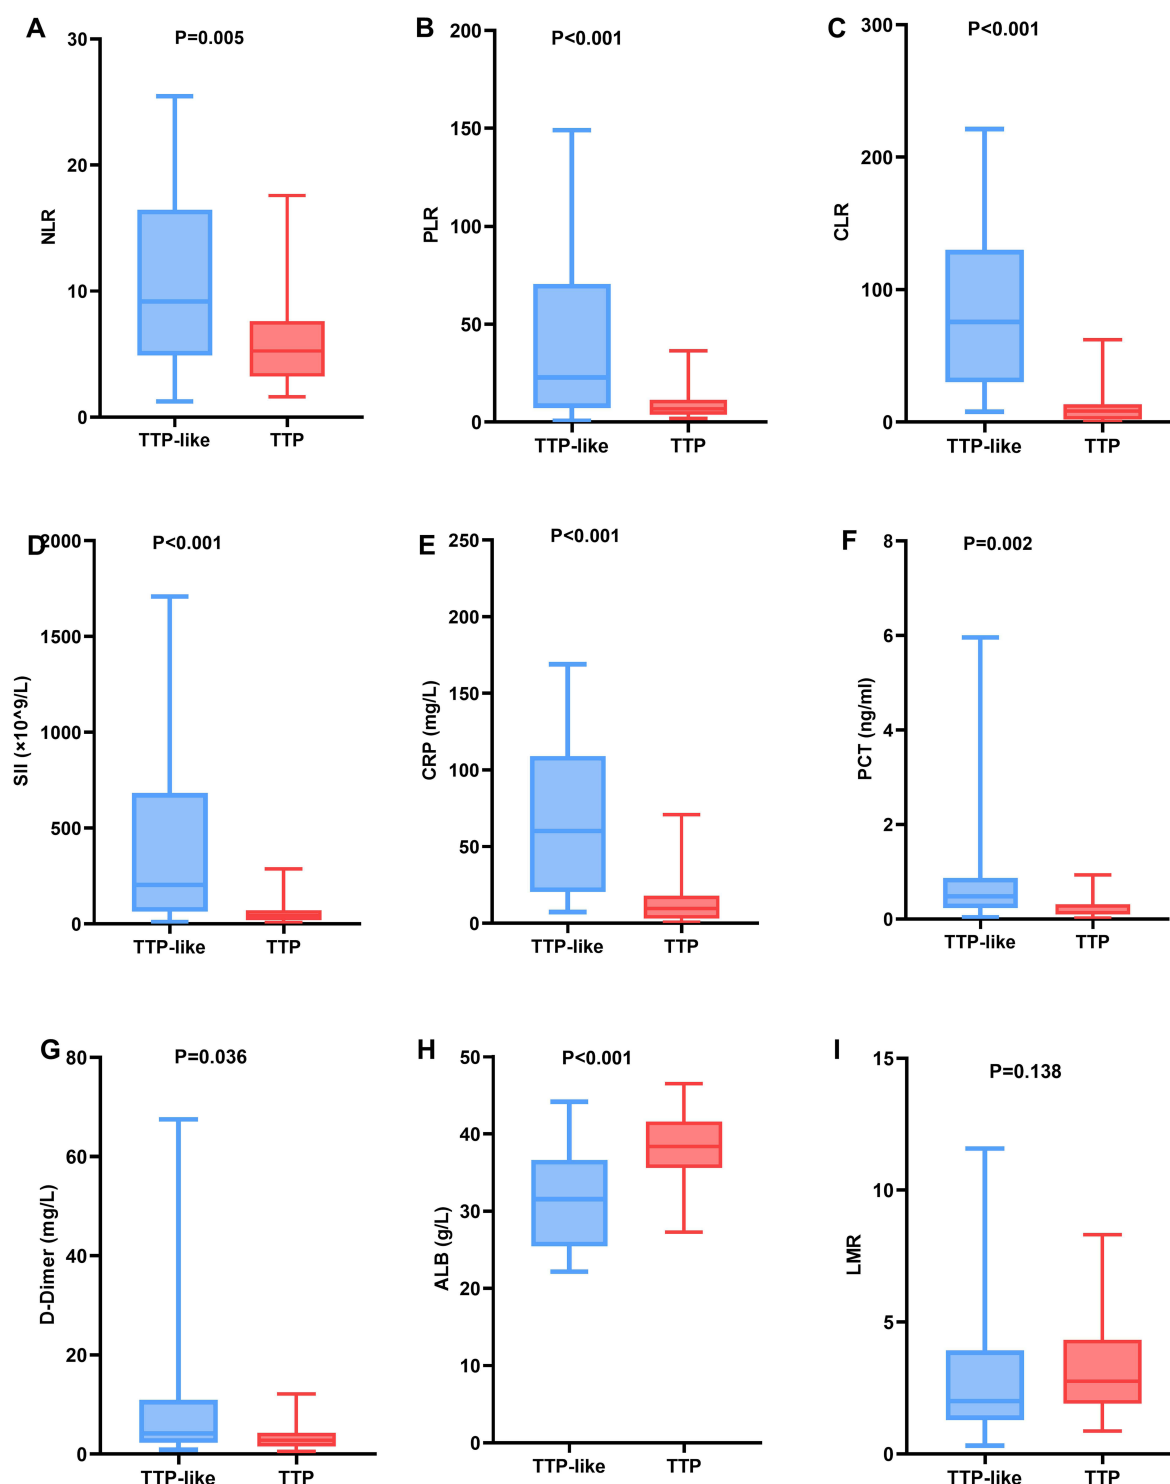 A
P=0.005
30
20
10
0
NLR
TTP-like TTP
B
P<0.001
200
150
100
50
0
PLR
TTP-like TTP
C
P<0.001
300
200
100
0
CLR
TTP-like TTP
D
P<0.001
2000
1500
1000
500
0
SII (×10^9/L)
TTP-like TTP
E
P<0.001
250
200
150
100
50
0
CRP (mg/L)
TTP-like TTP
F
P=0.002
8
6
4
2
0
PCT (ng/ml)
TTP-like TTP
G
P=0.036
80
60
40
20
0
D-Dimer (mg/L)
TTP-like TTP
H
P<0.001
50
40
30
20
10
0
ALB (g/L)
TTP-like TTP
I
P=0.138
15
10
5
0
LMR
TTP-like TTP